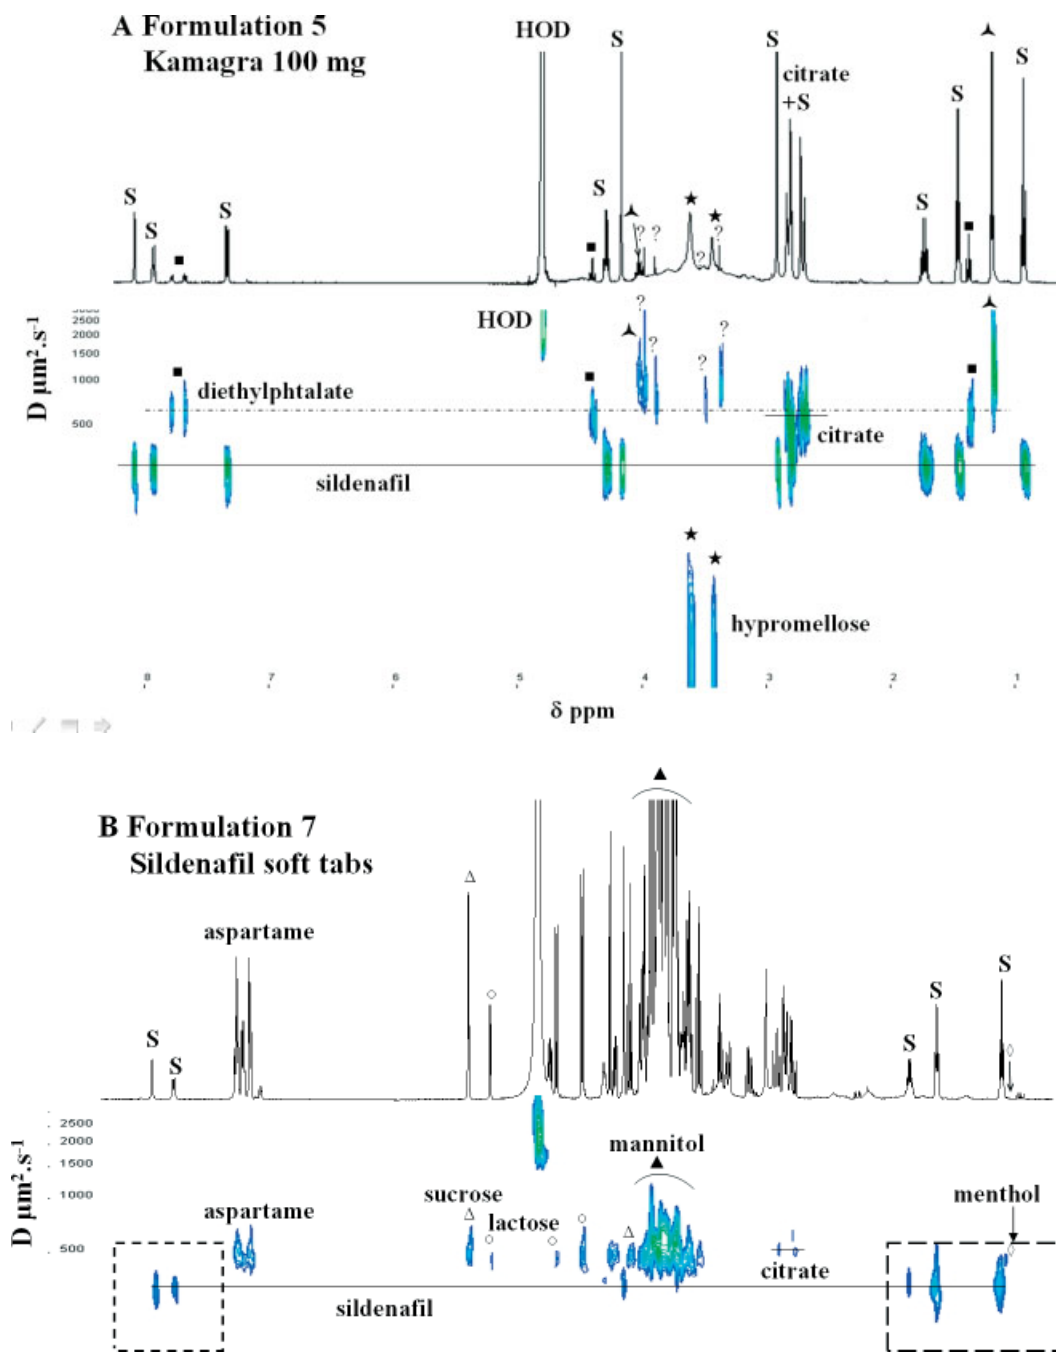 A Formulation 5
Kamagra 100 mg
HOD
S
S
citrate
+S
S
S
S
S
S
S
S
? ? ? ?
2500
2000
1500
1000
500
D µm².s⁻¹
HOD
? ? ? ?
diethylphtalate
citrate
sildenafil
hypromellose
8 7 6 5 4 3 2 1
δ ppm
B Formulation 7
Sildenafil soft tabs
aspartame
S
S
S
S
S
2500
2000
1500
1000
500
D µm².s⁻¹
mannitol
aspartame
sucrose
lactose
menthol
citrate
sildenafil